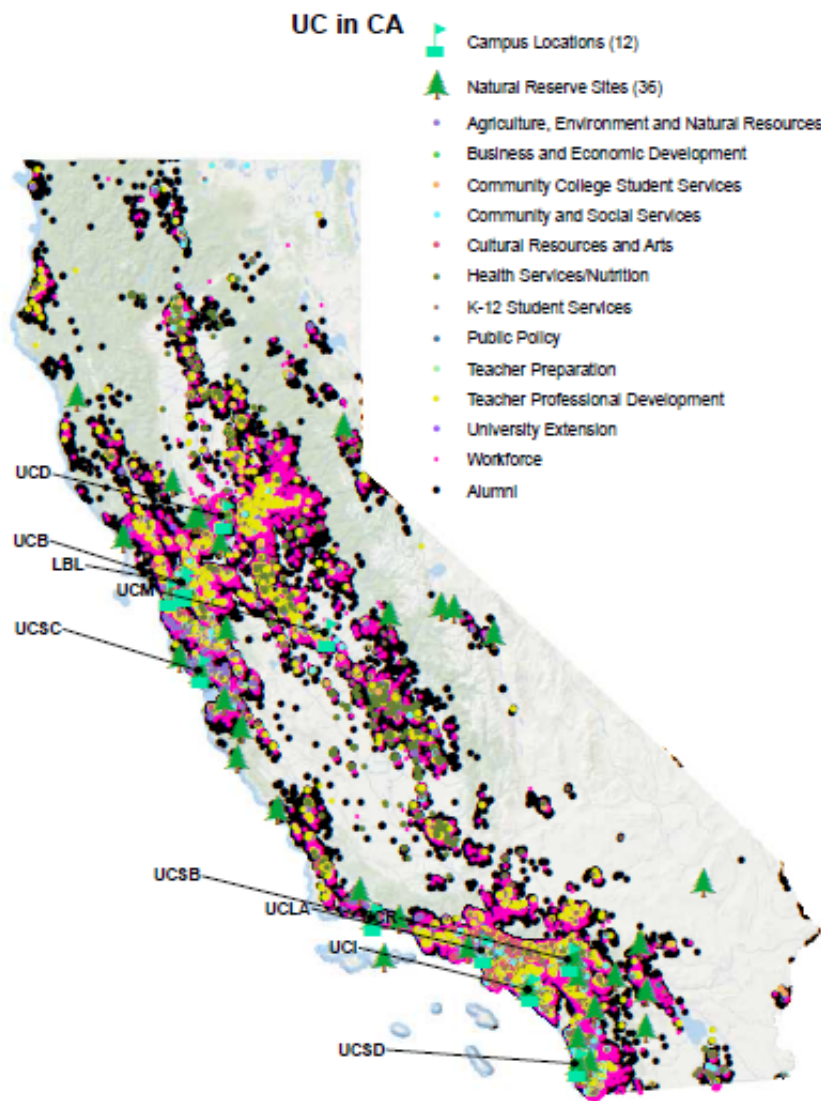 UC in CA
Campus Locations (12)
Natural Reserve Sites (36)
Agriculture, Environment and Natural Resources
Business and Economic Development
Community College Student Services
Community and Social Services
Cultural Resources and Arts
Health Services/Nutrition
K-12 Student Services
Public Policy
Teacher Preparation
Teacher Professional Development
University Extension
Workforce
Alumni
UCD
UCB
LBL
UCM
UCSC
UCSB
UCLA
UCR
UCI
UCSD